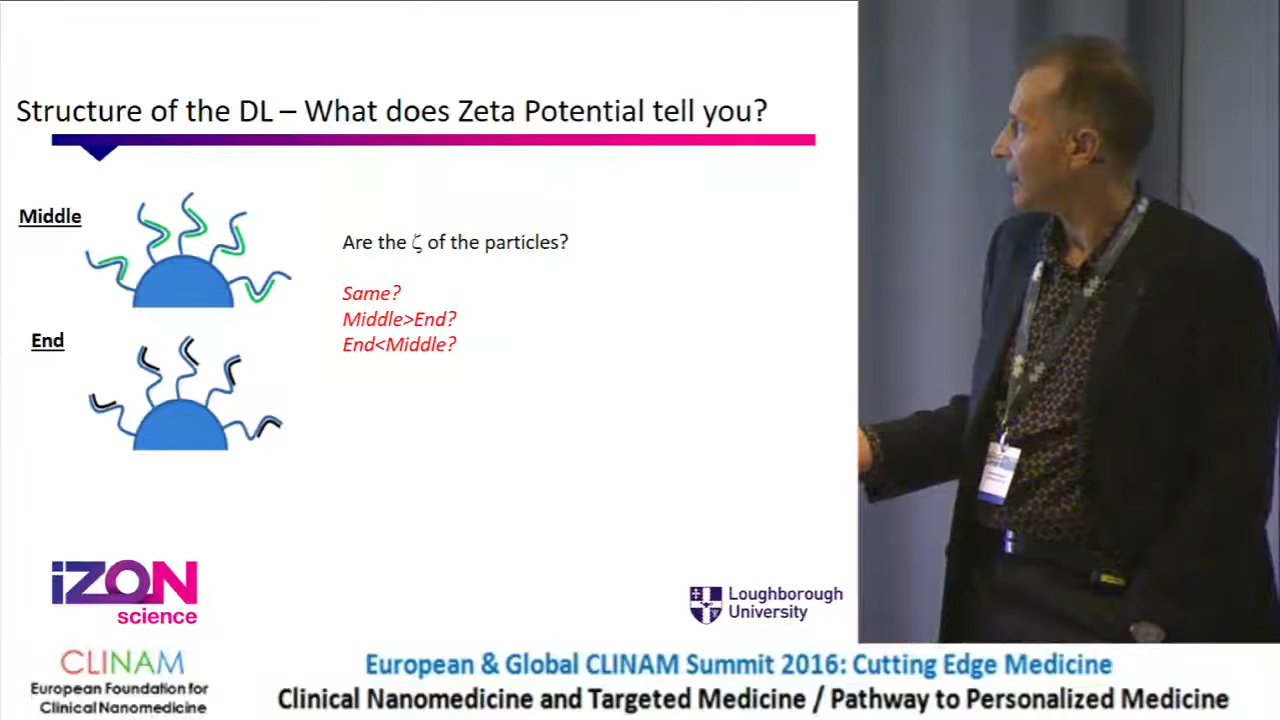 Structure of the DL – What does Zeta Potential tell you?
Middle
Are the ζ of the particles?
Same?
Middle>End?
End<Middle?
End
iZON
science
Loughborough
University
CLINAM
European Foundation for
Clinical Nanomedicine
European & Global CLINAM Summit 2016: Cutting Edge Medicine
Clinical Nanomedicine and Targeted Medicine / Pathway to Personalized Medicine